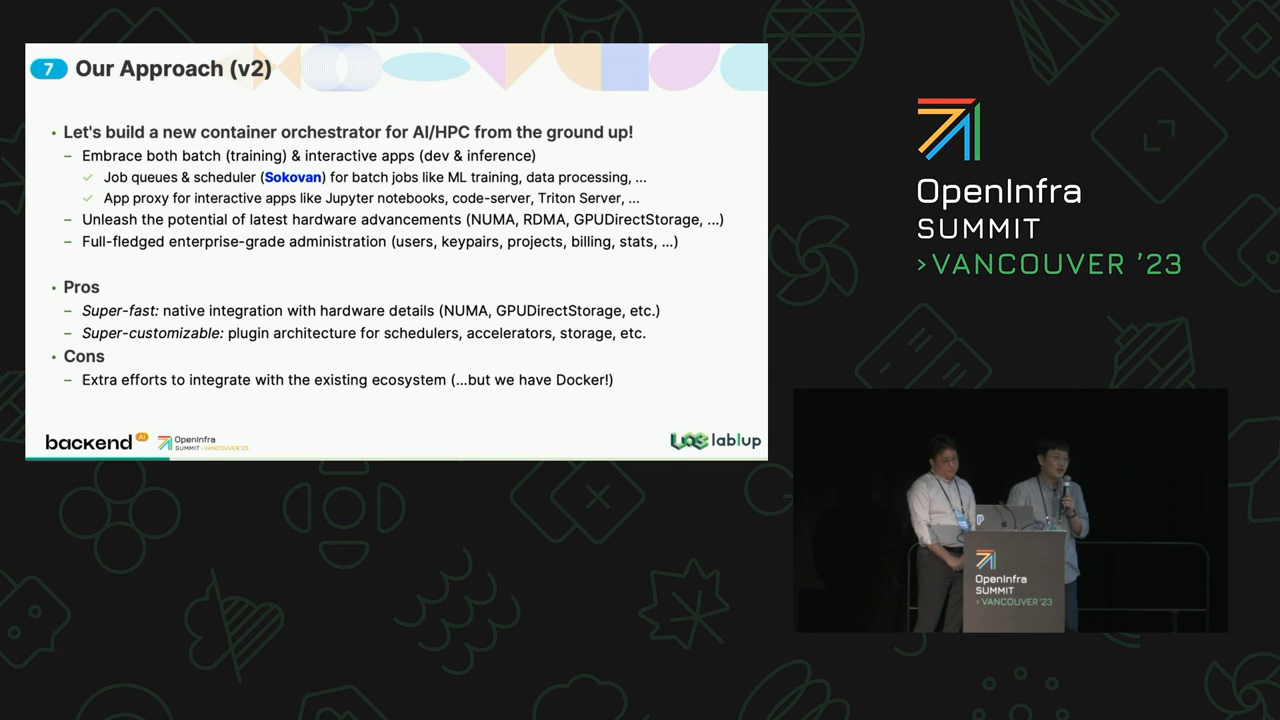 7 Our Approach (v2)
• Let's build a new container orchestrator for AI/HPC from the ground up!
– Embrace both batch (training) & interactive apps (dev & inference)
✓ Job queues & scheduler (Sokovan) for batch jobs like ML training, data processing, ...
✓ App proxy for interactive apps like Jupyter notebooks, code-server, Triton Server, ...
– Unleash the potential of latest hardware advancements (NUMA, RDMA, GPUDirectStorage, ...)
– Full-fledged enterprise-grade administration (users, keypairs, projects, billing, stats, ...)
• Pros
– Super-fast: native integration with hardware details (NUMA, GPUDirectStorage, etc.)
– Super-customizable: plugin architecture for schedulers, accelerators, storage, etc.
• Cons
– Extra efforts to integrate with the existing ecosystem (...but we have Docker!)
backend AI
OpenInfra
SUMMIT > VANCOUVER '23
lablup
OpenInfra
SUMMIT
>VANCOUVER '23
OpenInfra
SUMMIT
> VANCOUVER '23